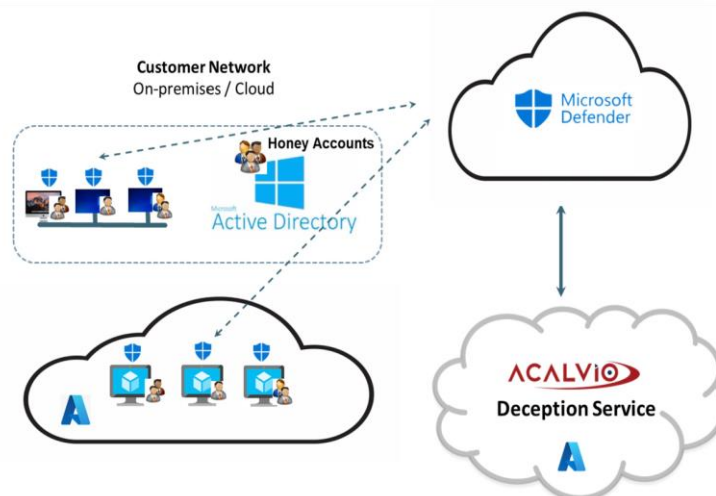 Customer Network
On-premises / Cloud
Honey Accounts
Microsoft
Active Directory
Microsoft
Defender
ACALVIO
Deception Service